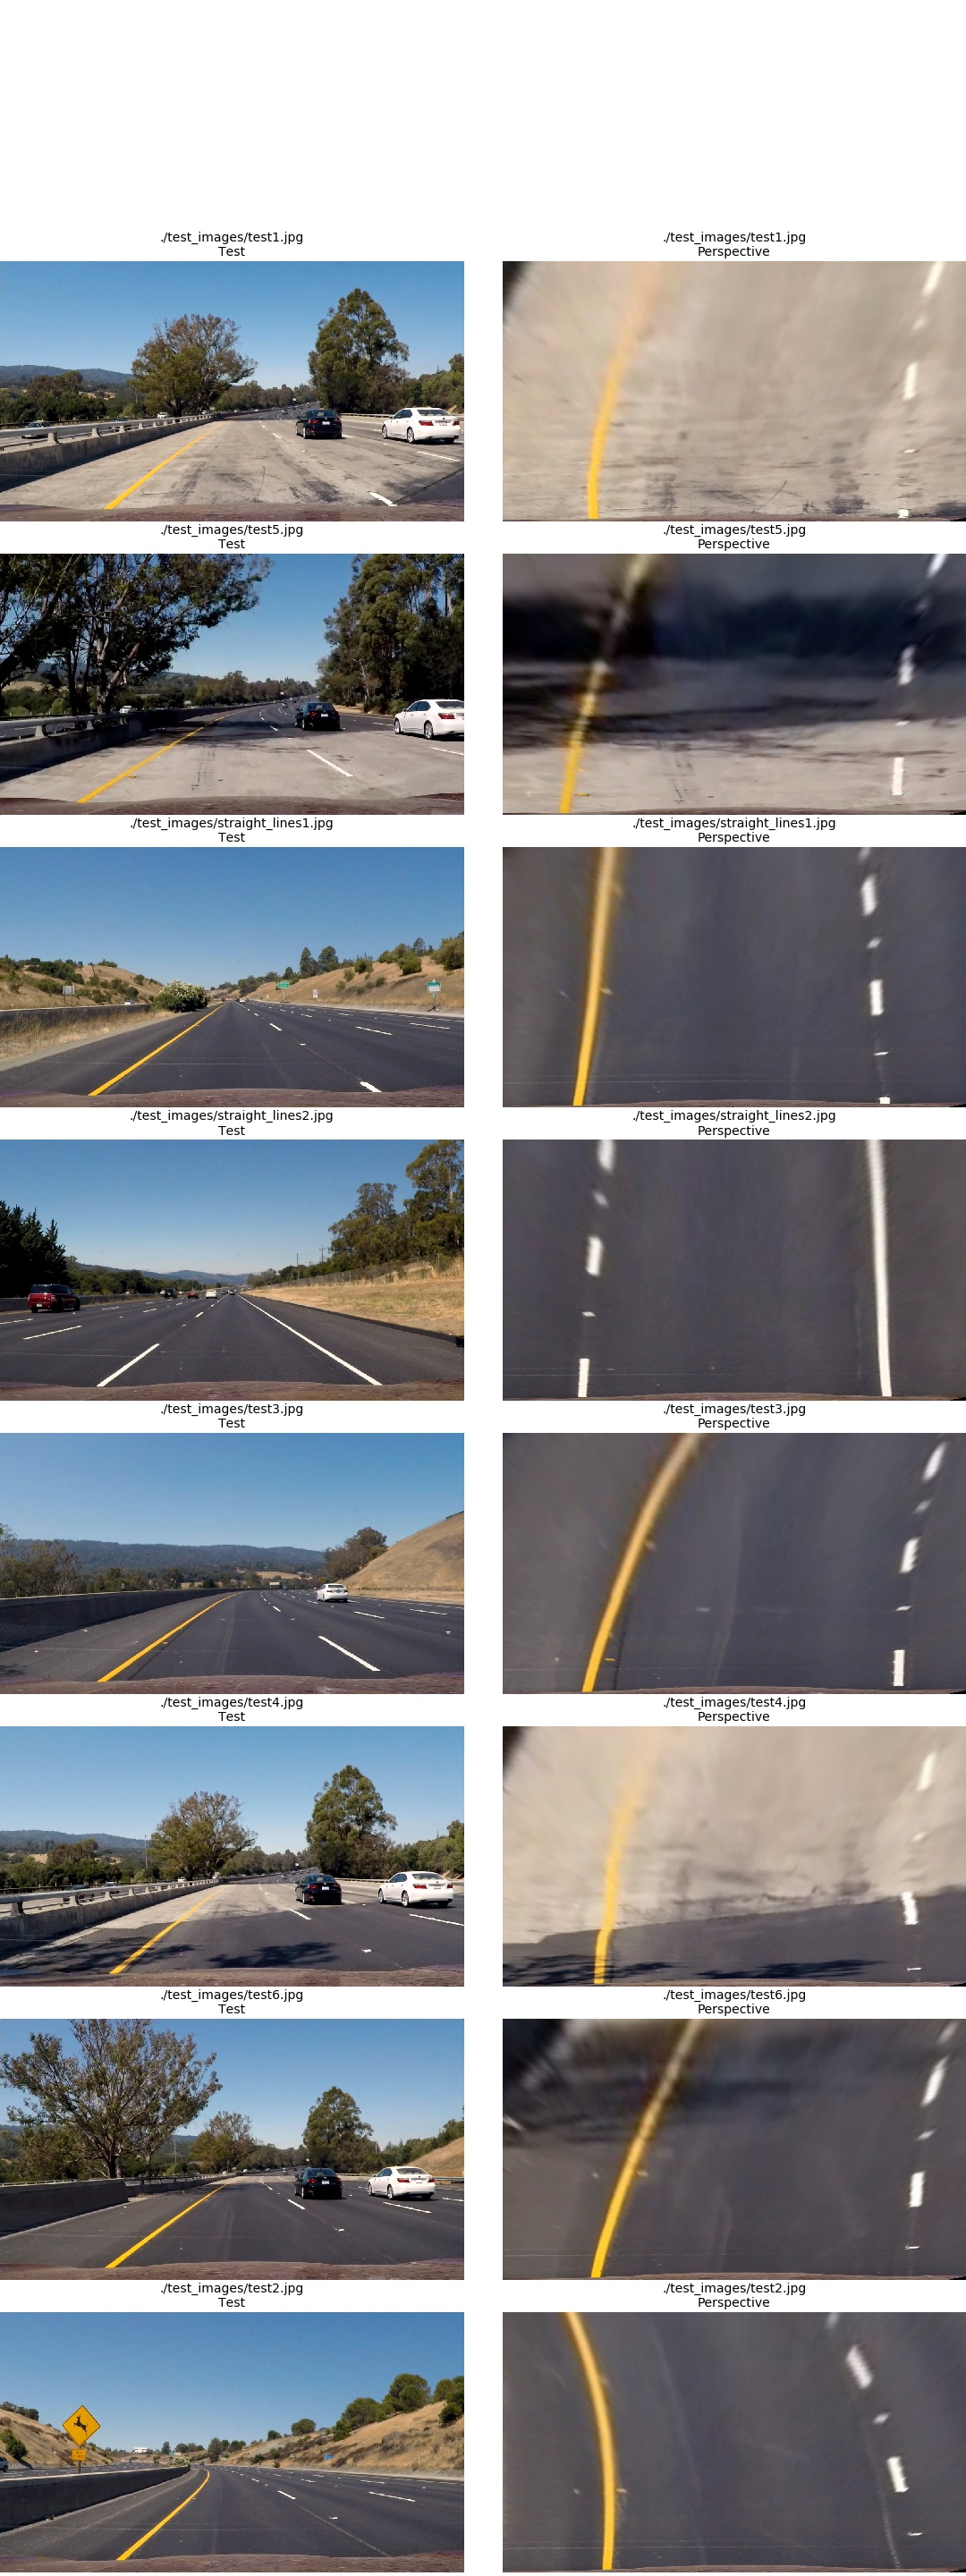 ./test_images/test1.jpg
Test
./test_images/test1.jpg
Perspective
./test_images/test5.jpg
Test
./test_images/test5.jpg
Perspective
./test_images/straight_lines1.jpg
Test
./test_images/straight_lines1.jpg
Perspective
./test_images/straight_lines2.jpg
Test
./test_images/straight_lines2.jpg
Perspective
./test_images/test3.jpg
Test
./test_images/test3.jpg
Perspective
./test_images/test4.jpg
Test
./test_images/test4.jpg
Perspective
./test_images/test6.jpg
Test
./test_images/test6.jpg
Perspective
./test_images/test2.jpg
Test
./test_images/test2.jpg
Perspective